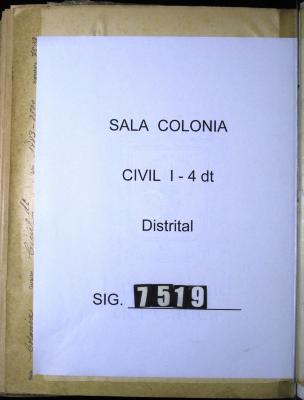 SALA COLONIA
CIVIL I - 4 dt
Distrital
SIG. 7519